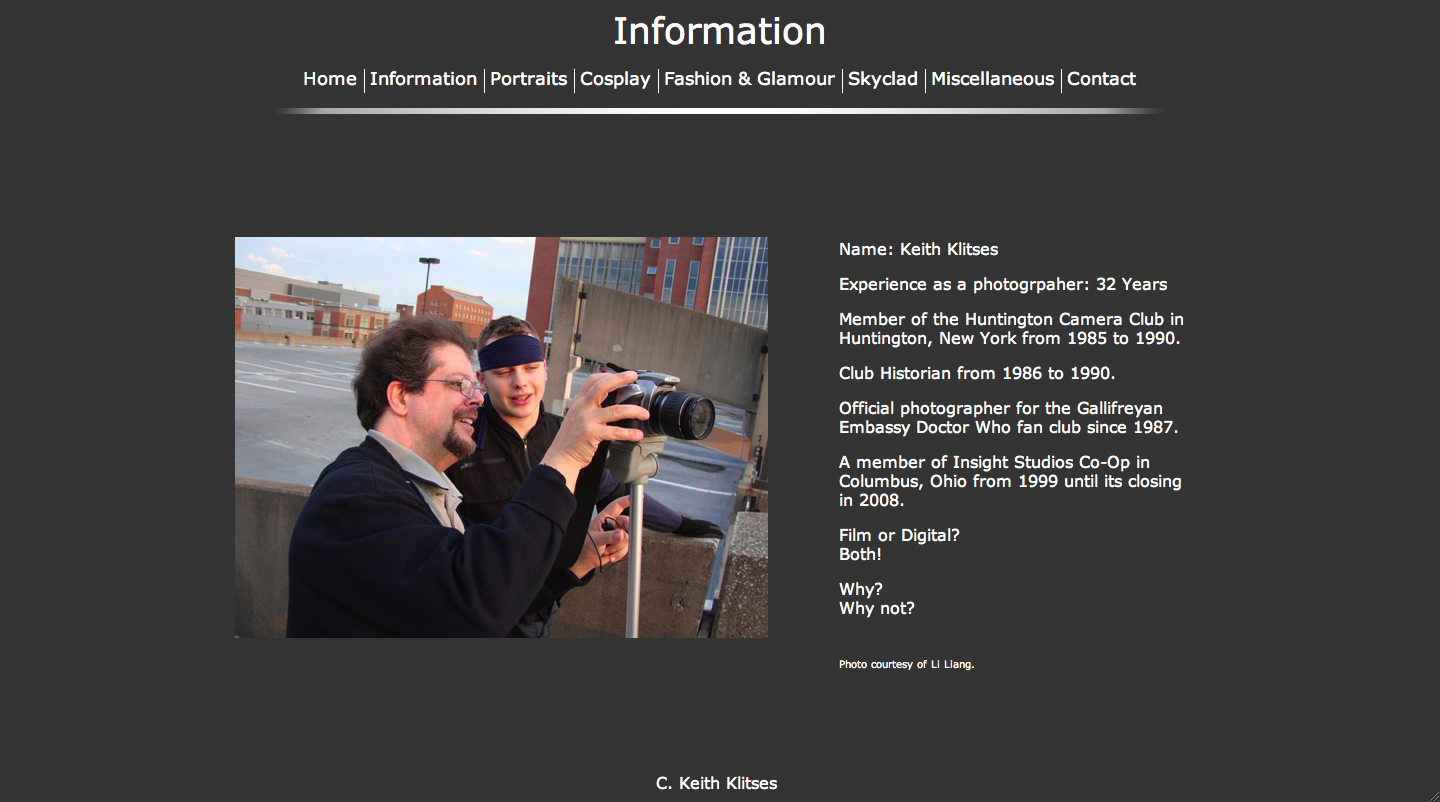 Information
Home Information Portraits Cosplay Fashion & Glamour Skyclad Miscellaneous Contact
Name: Keith Klitses
Experience as a photogrpaher: 32 Years
Member of the Huntington Camera Club in
Huntington, New York from 1985 to 1990.
Club Historian from 1986 to 1990.
Official photographer for the Gallifreyan
Embassy Doctor Who fan club since 1987.
A member of Insight Studios Co-Op in
Columbus, Ohio from 1999 until its closing
in 2008.
Film or Digital?
Both!
Why?
Why not?
Photo courtesy of Li Liang.
C. Keith Klitses